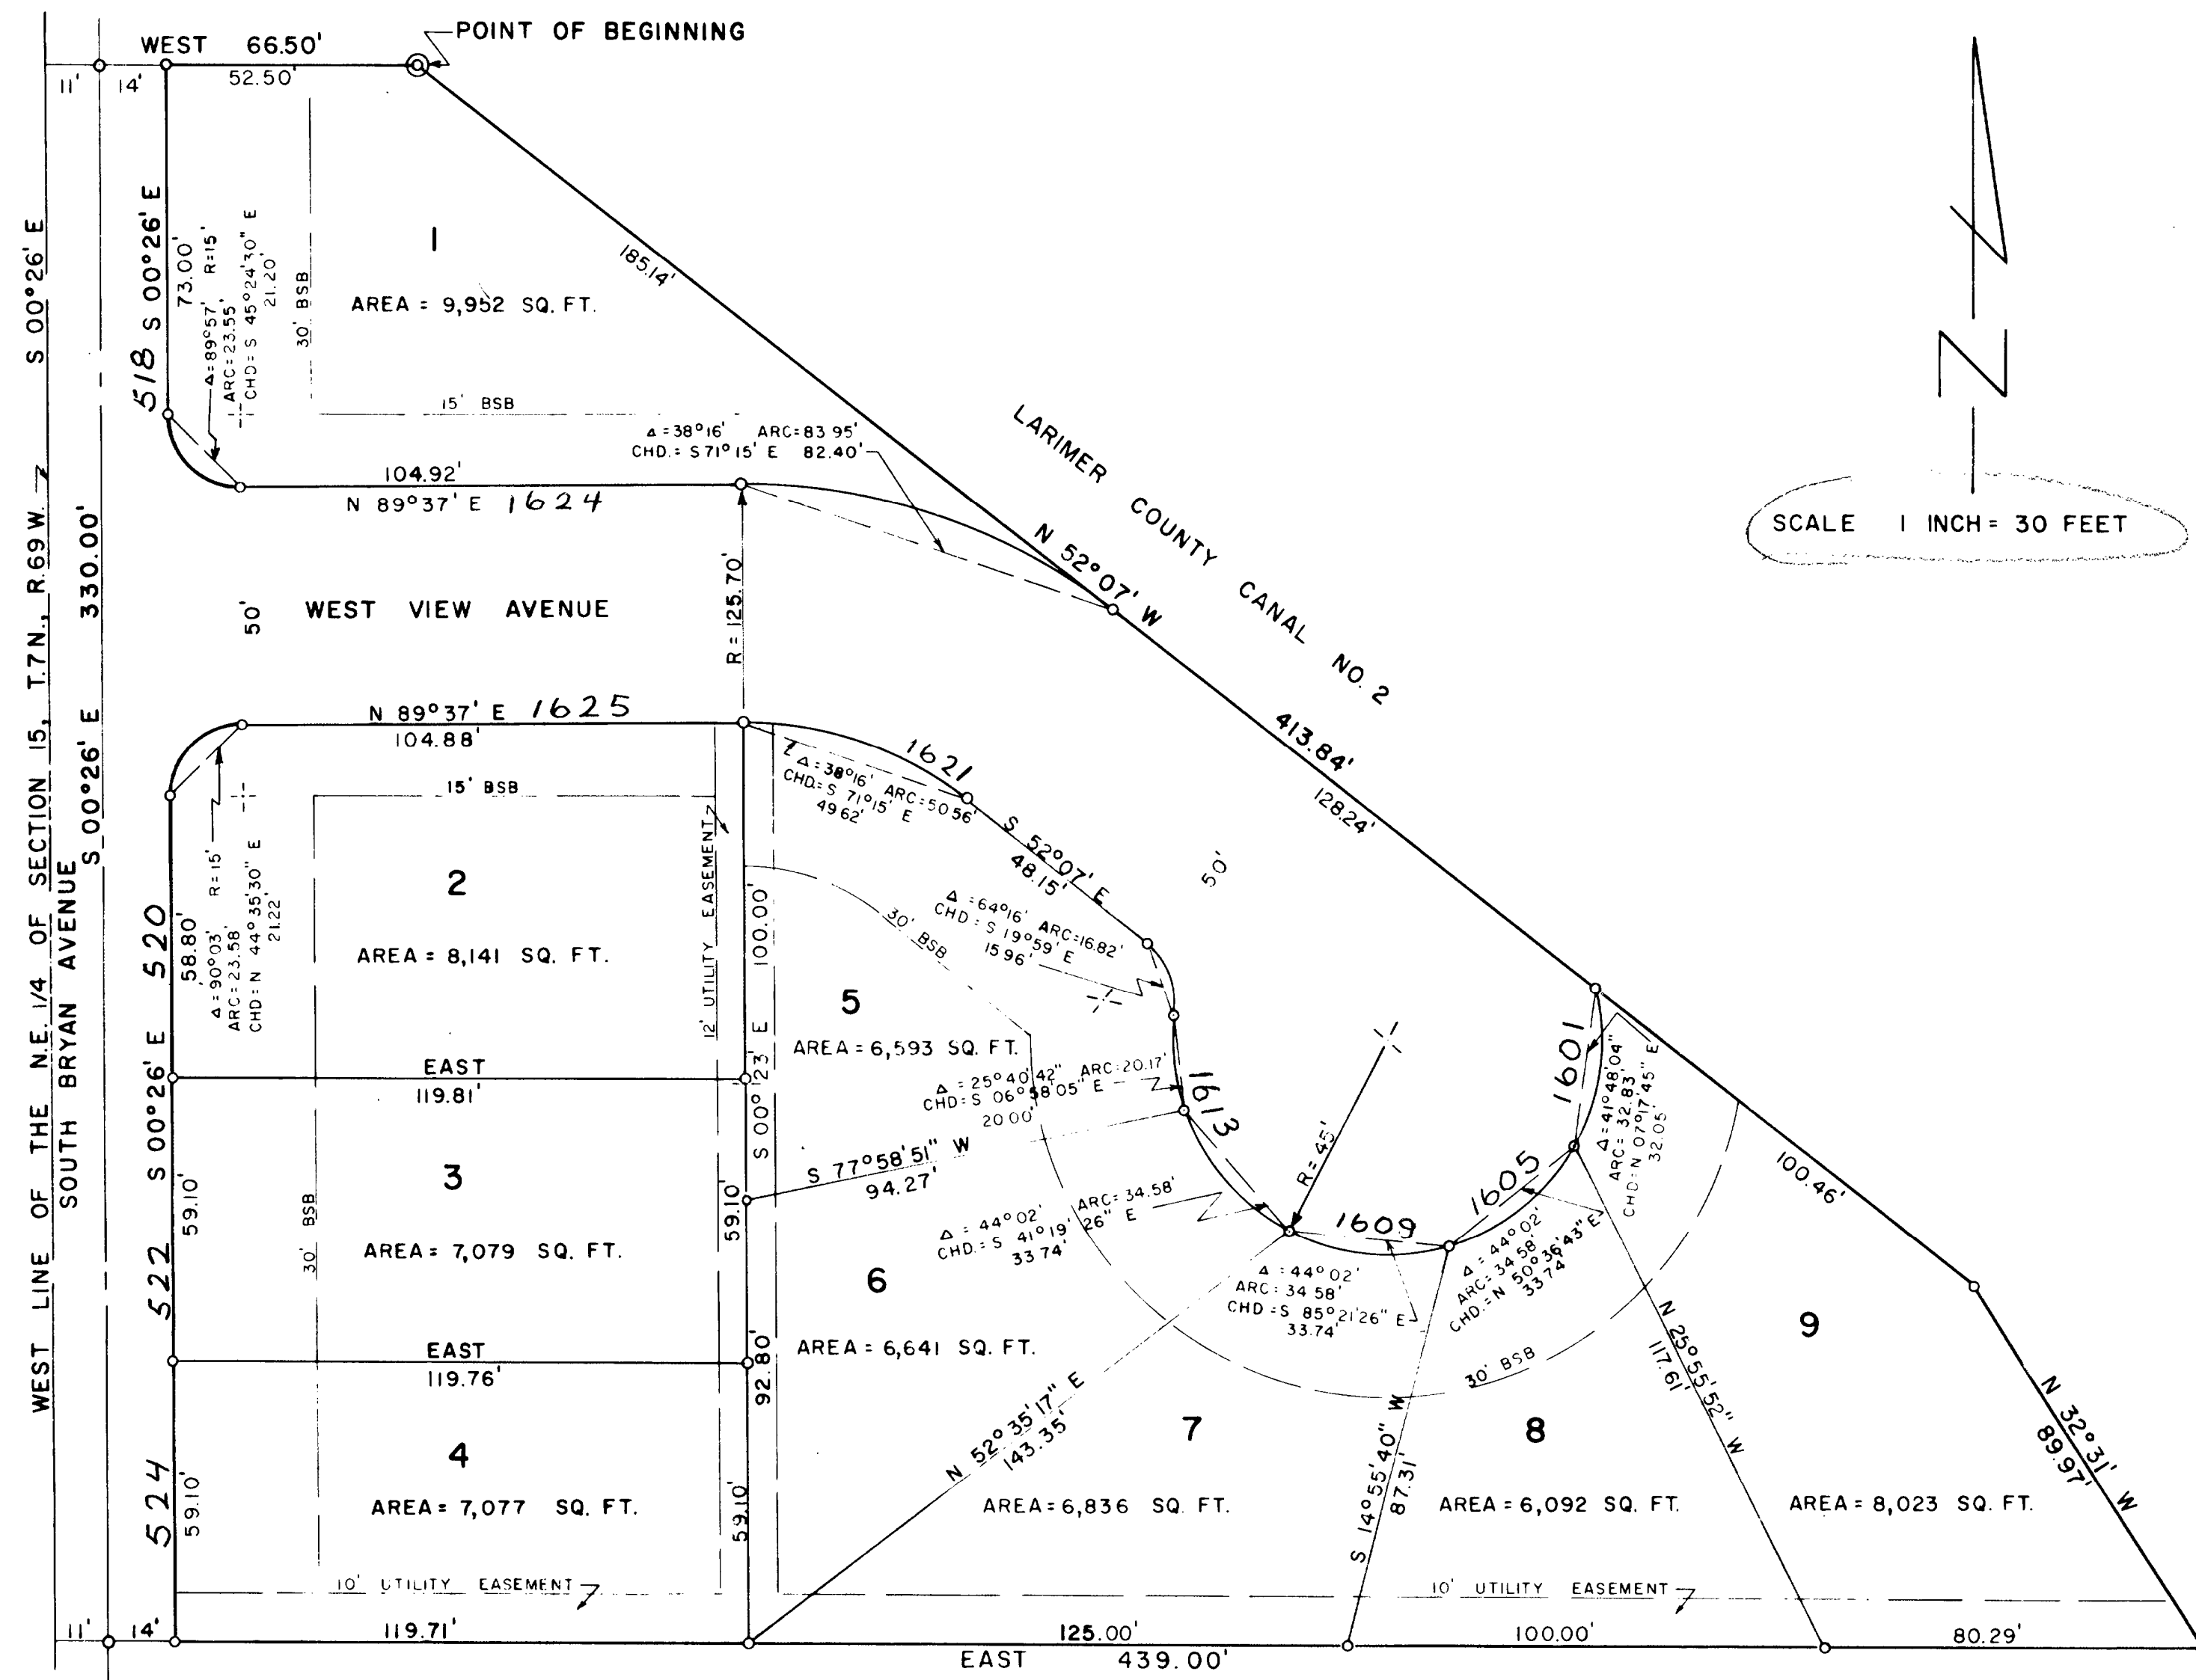 POINT OF BEGINNING
WEST 66.50'
52.50'
11'
14'
WEST LINE OF THE N.E. 1/4 OF SECTION 15, T.7N., R.69W. S 00°26' E
SOUTH BRYAN AVENUE
S 00°26' E 330.00'
518 S 00°26' E
73.00'
Δ=89°57' R=15'
ARC=23.55'
CHD=S 45°24'30" E
21.20'
30' BSB
1
AREA = 9,952 SQ. FT.
15' BSB
185.14'
Δ=38°16' ARC=83.95'
CHD.= S 71°15' E 82.40'
104.92'
N 89°37' E 1624
LARIMER COUNTY CANAL NO. 2
N 52°07' W
413.84'
128.24'
SCALE 1 INCH = 30 FEET
N
50' WEST VIEW AVENUE
R=125.70'
N 89°37' E 1625
104.88'
15' BSB
Δ=90°03' R=15'
ARC=23.58'
CHD=N 44°35'30" E
21.22'
2
AREA = 8,141 SQ. FT.
520
58.80'
S 00°26' E
12' UTILITY EASEMENT
100.00'
S 00°23' E
1621
Δ=38°16' ARC=50.56'
CHD.=S 71°15' E
49.62'
S 52°07' E
48.15'
50'
30' BSB
Δ=64°16' ARC=16.82'
CHD=S 19°59' E
15.96'
5
AREA = 6,593 SQ. FT.
Δ=25°40'42" ARC=20.17'
CHD=S 06°58'05" E
20.00'
1613
EAST
119.81'
S 77°58'51" W
94.27'
R=45'
1601
Δ=41°48'04"
ARC=32.83'
CHD=N 07°17'45" E
32.05'
3
AREA = 7,079 SQ. FT.
522
59.10'
59.10'
30' BSB
Δ=44°02' ARC=34.58'
CHD.=S 41°19'26" E
33.74'
6
AREA = 6,641 SQ. FT.
1609
Δ=44°02'
ARC=34.58'
CHD=S 85°21'26" E
33.74'
1605
Δ=44°02'
ARC=34.58'
CHD.=N 50°36'43" E
33.74'
100.46'
9
30' BSB
EAST
119.76'
92.80'
N 52°35'17" E
143.35'
7
AREA = 6,836 SQ. FT.
S 14°55'40" W
87.31'
8
AREA = 6,092 SQ. FT.
N 25°55'52" W
117.61'
AREA = 8,023 SQ. FT.
N 32°31' W
89.97'
4
AREA = 7,077 SQ. FT.
524
59.10'
59.10'
10' UTILITY EASEMENT
10' UTILITY EASEMENT
11'
14'
119.71'
125.00'
100.00'
80.29'
EAST 439.00'